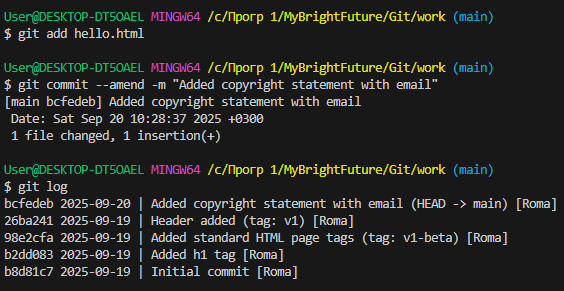 User@DESKTOP-DT5OAEL MINGW64 /c/Прогр 1/MyBrightFuture/Git/work (main)
$ git add hello.html
User@DESKTOP-DT5OAEL MINGW64 /c/Прогр 1/MyBrightFuture/Git/work (main)
$ git commit --amend -m "Added copyright statement with email"
[main bcfedeb] Added copyright statement with email
 Date: Sat Sep 20 10:28:37 2025 +0300
 1 file changed, 1 insertion(+)
User@DESKTOP-DT5OAEL MINGW64 /c/Прогр 1/MyBrightFuture/Git/work (main)
$ git log
bcfedeb 2025-09-20 | Added copyright statement with email (HEAD -> main) [Roma]
26ba241 2025-09-19 | Header added (tag: v1) [Roma]
98e2cfa 2025-09-19 | Added standard HTML page tags (tag: v1-beta) [Roma]
b2dd083 2025-09-19 | Added h1 tag [Roma]
b8d81c7 2025-09-19 | Initial commit [Roma]